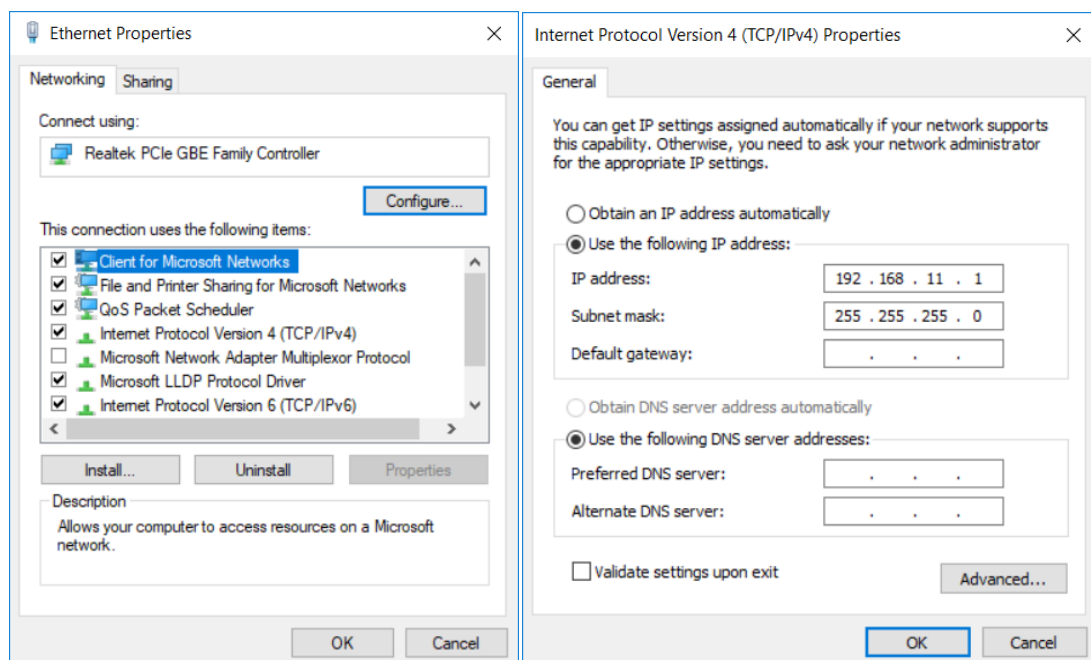 Ethernet Properties
Networking
Sharing
Connect using:
Realtek PCIe GBE Family Controller
Configure...
This connection uses the following items:
Client for Microsoft Networks
File and Printer Sharing for Microsoft Networks
QoS Packet Scheduler
Internet Protocol Version 4 (TCP/IPv4)
Microsoft Network Adapter Multiplexor Protocol
Microsoft LLDP Protocol Driver
Internet Protocol Version 6 (TCP/IPv6)
Install...
Uninstall
Properties
Description
Allows your computer to access resources on a Microsoft
network.
OK
Cancel
Internet Protocol Version 4 (TCP/IPv4) Properties
General
You can get IP settings assigned automatically if your network supports
this capability. Otherwise, you need to ask your network administrator
for the appropriate IP settings.
Obtain an IP address automatically
Use the following IP address:
IP address:
192 . 168 . 11 . 1
Subnet mask:
255 . 255 . 255 . 0
Default gateway:
. . .
Obtain DNS server address automatically
Use the following DNS server addresses:
Preferred DNS server:
. . .
Alternate DNS server:
. . .
Validate settings upon exit
Advanced...
OK
Cancel